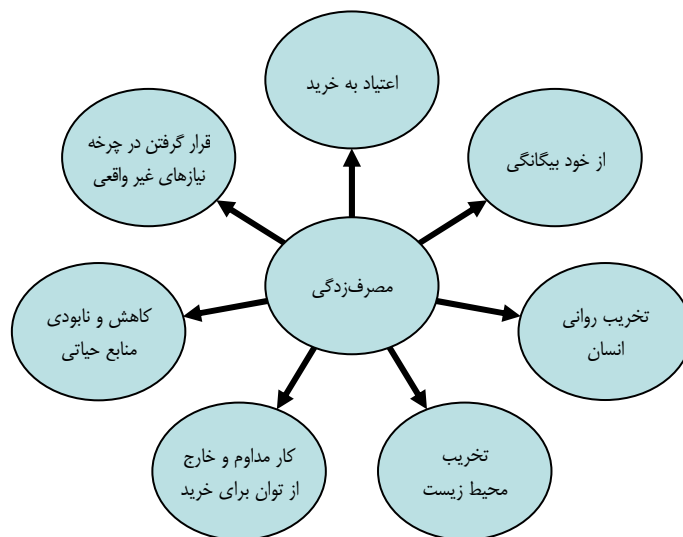 اعتیاد به خرید
از خود بیگانگی
قرار گرفتن در چرخه
نیازهای غیر واقعی
مصرف‌زدگی
تخریب روانی
انسان
کاهش و نابودی
منابع حیاتی
تخریب
محیط زیست
کار مداوم و خارج
از توان برای خرید